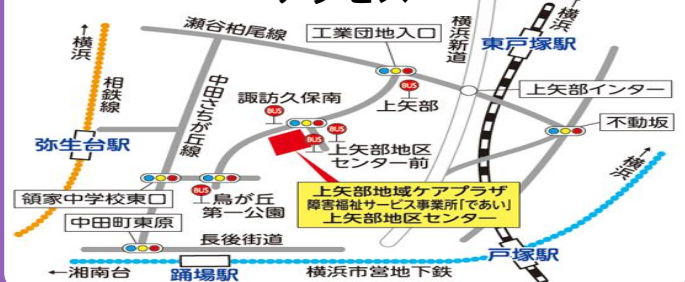 アクセス
瀬谷柏尾線
工業団地入口
横浜新道
横浜
東戸塚駅
横浜
相鉄線
中田さちが丘線
諏訪久保南
BUS
BUS
上矢部
上矢部インター
弥生台駅
BUS
BUS
上矢部地区
センター前
不動坂
横浜
領家中学校東口
BUS
鳥が丘
第一公園
上矢部地域ケアプラザ
障害福祉サービス事業所「であい」
上矢部地区センター
中田町東原
長後街道
戸塚駅
←湘南台
踊場駅
横浜市営地下鉄